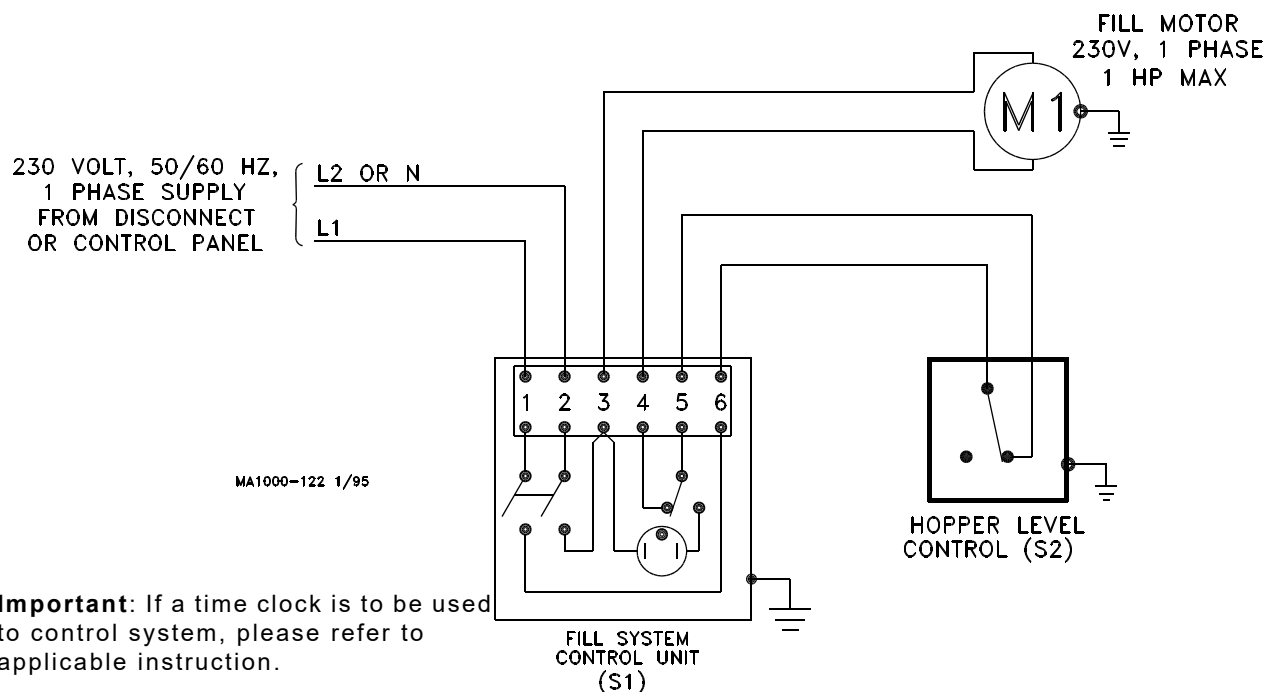 FILL MOTOR
230V, 1 PHASE
1 HP MAX
M1
230 VOLT, 50/60 HZ,
1 PHASE SUPPLY
FROM DISCONNECT
OR CONTROL PANEL
L2 OR N
L1
1 2 3 4 5 6
MA1000-122 1/95
HOPPER LEVEL
CONTROL (S2)
Important: If a time clock is to be used
to control system, please refer to
applicable instruction.
FILL SYSTEM
CONTROL UNIT
(S1)